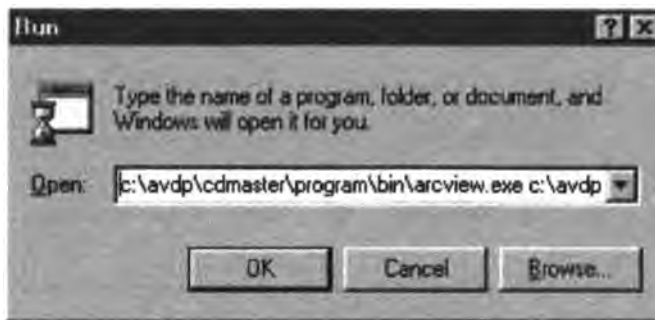 Run
Type the name of a program, folder, or document, and
Windows will open it for you.
Open: c:\avdp\cdmaster\program\bin\arcview.exe c:\avdp
OK Cancel Browse...